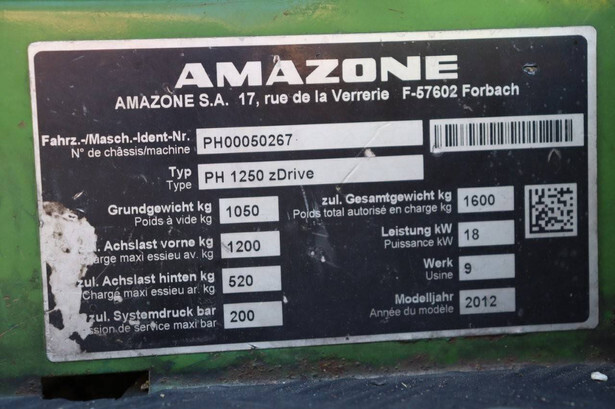 AMAZONE
AMAZONE S.A. 17, rue de la Verrerie F-57602 Forbach
Fahrz.-/Masch.-Ident-Nr. PH00050267
N° de châssis/machine
Typ PH 1250 zDrive
Type
Grundgewicht kg 1050
Poids à vide kg
zul. Gesamtgewicht kg 1600
Poids total autorisé en charge kg
Achslast vorne kg 1200
maxi essieu av. kg
Leistung kW 18
Puissance kW
zul. Achslast hinten kg 520
Charge maxi essieu ar. kg
Werk 9
Usine
zul. Systemdruck bar 200
de service maxi bar
Modelljahr 2012
Année du modèle